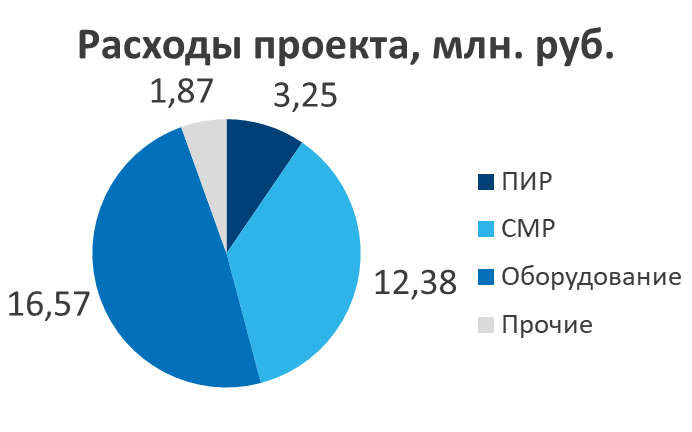 Расходы проекта, млн. руб.
1,87
3,25
ПИР
СМР
12,38
Оборудование
16,57
Прочие